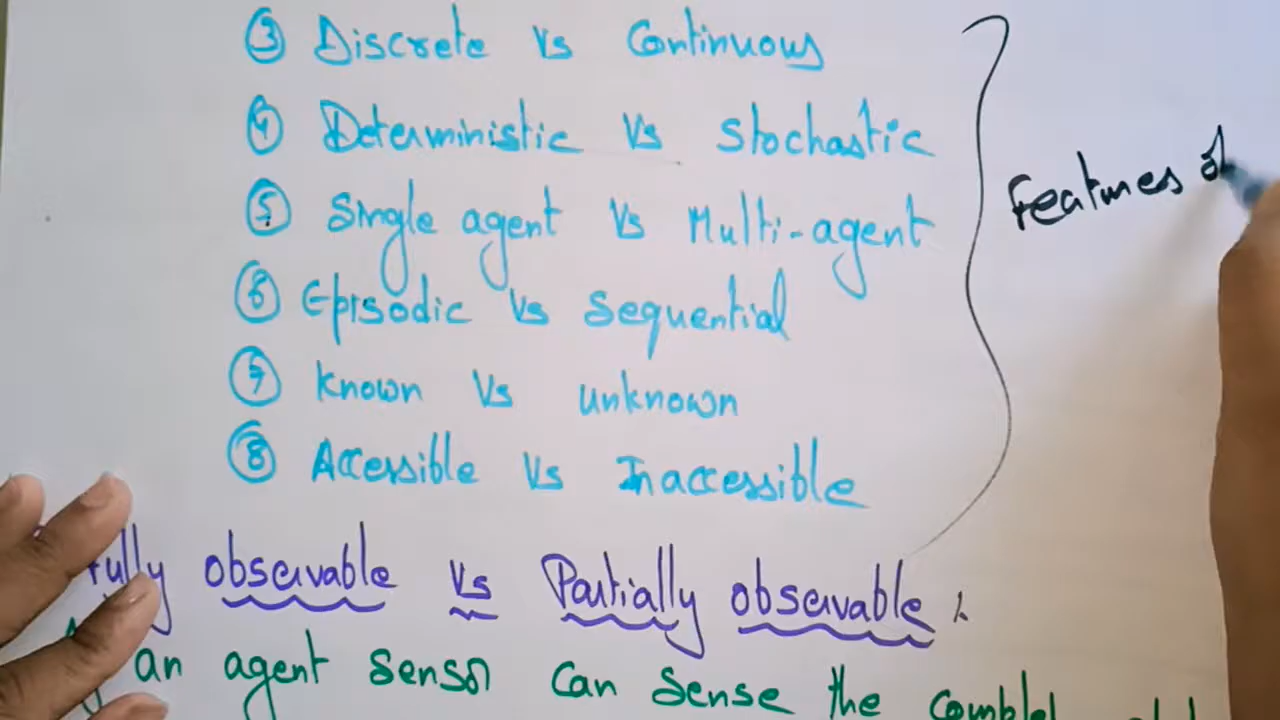 ③ Discrete Vs Continuous
④ Deterministic Vs Stochastic
⑤ Single agent Vs Multi-agent
⑥ Episodic Vs Sequential
⑦ Known Vs unknown
⑧ Accessible Vs Inaccessible
Features of
fully observable Vs Partially observable :
an agent sensor can sense the